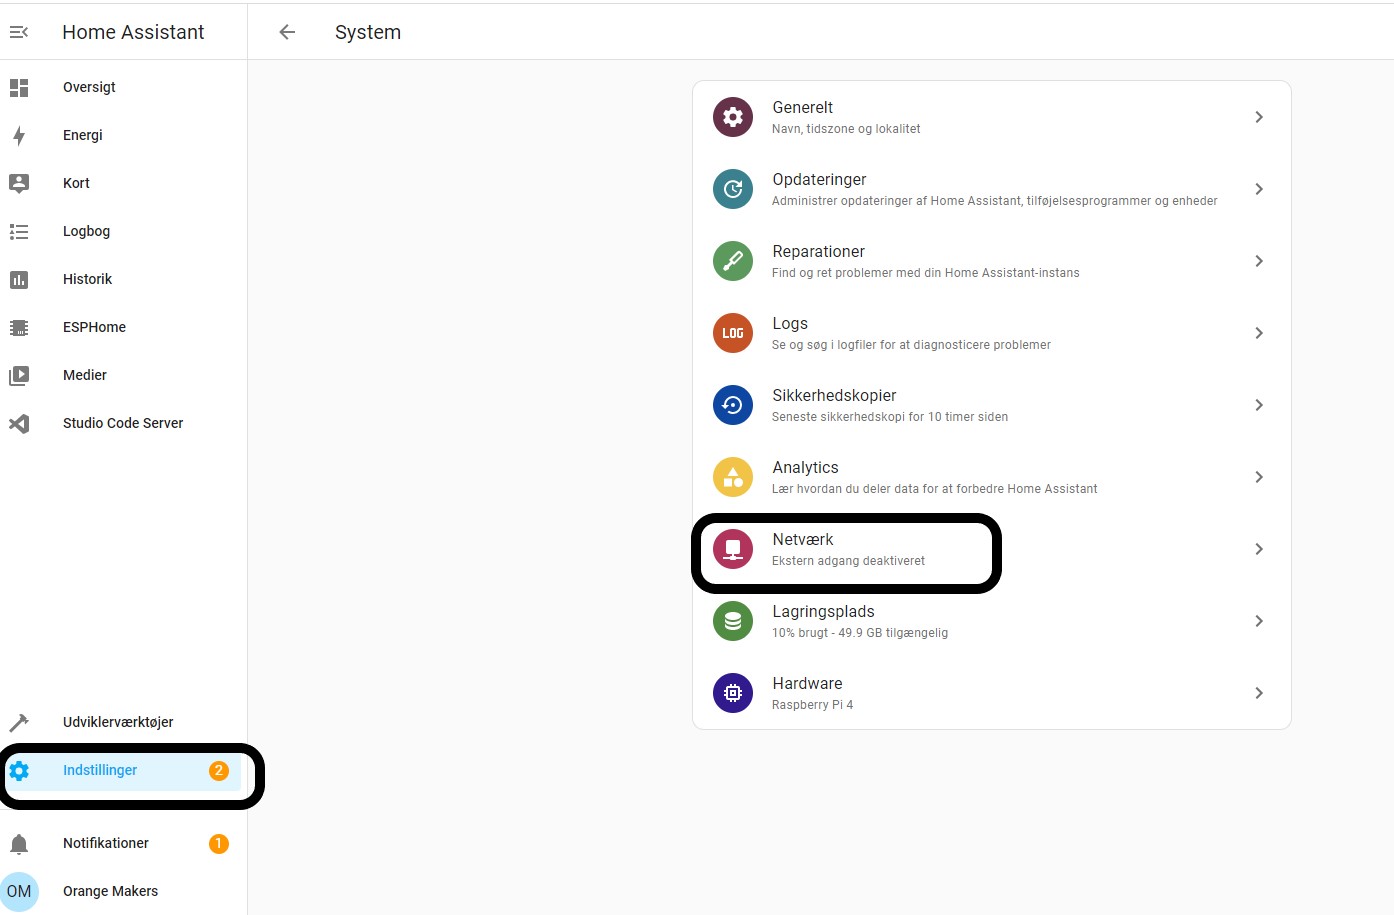 Home Assistant
System
Oversigt
Energi
Kort
Logbog
Historik
ESPHome
Medier
Studio Code Server
Udviklerværktøjer
Indstillinger
2
Notifikationer
1
OM
Orange Makers
Generelt
Navn, tidszone og lokalitet
Opdateringer
Administrer opdateringer af Home Assistant, tilføjelsesprogrammer og enheder
Reparationer
Find og ret problemer med din Home Assistant-instans
LOG
Logs
Se og søg i logfiler for at diagnosticere problemer
Sikkerhedskopier
Seneste sikkerhedskopi for 10 timer siden
Analytics
Lær hvordan du deler data for at forbedre Home Assistant
Netværk
Ekstern adgang deaktiveret
Lagringsplads
10% brugt - 49.9 GB tilgængelig
Hardware
Raspberry Pi 4